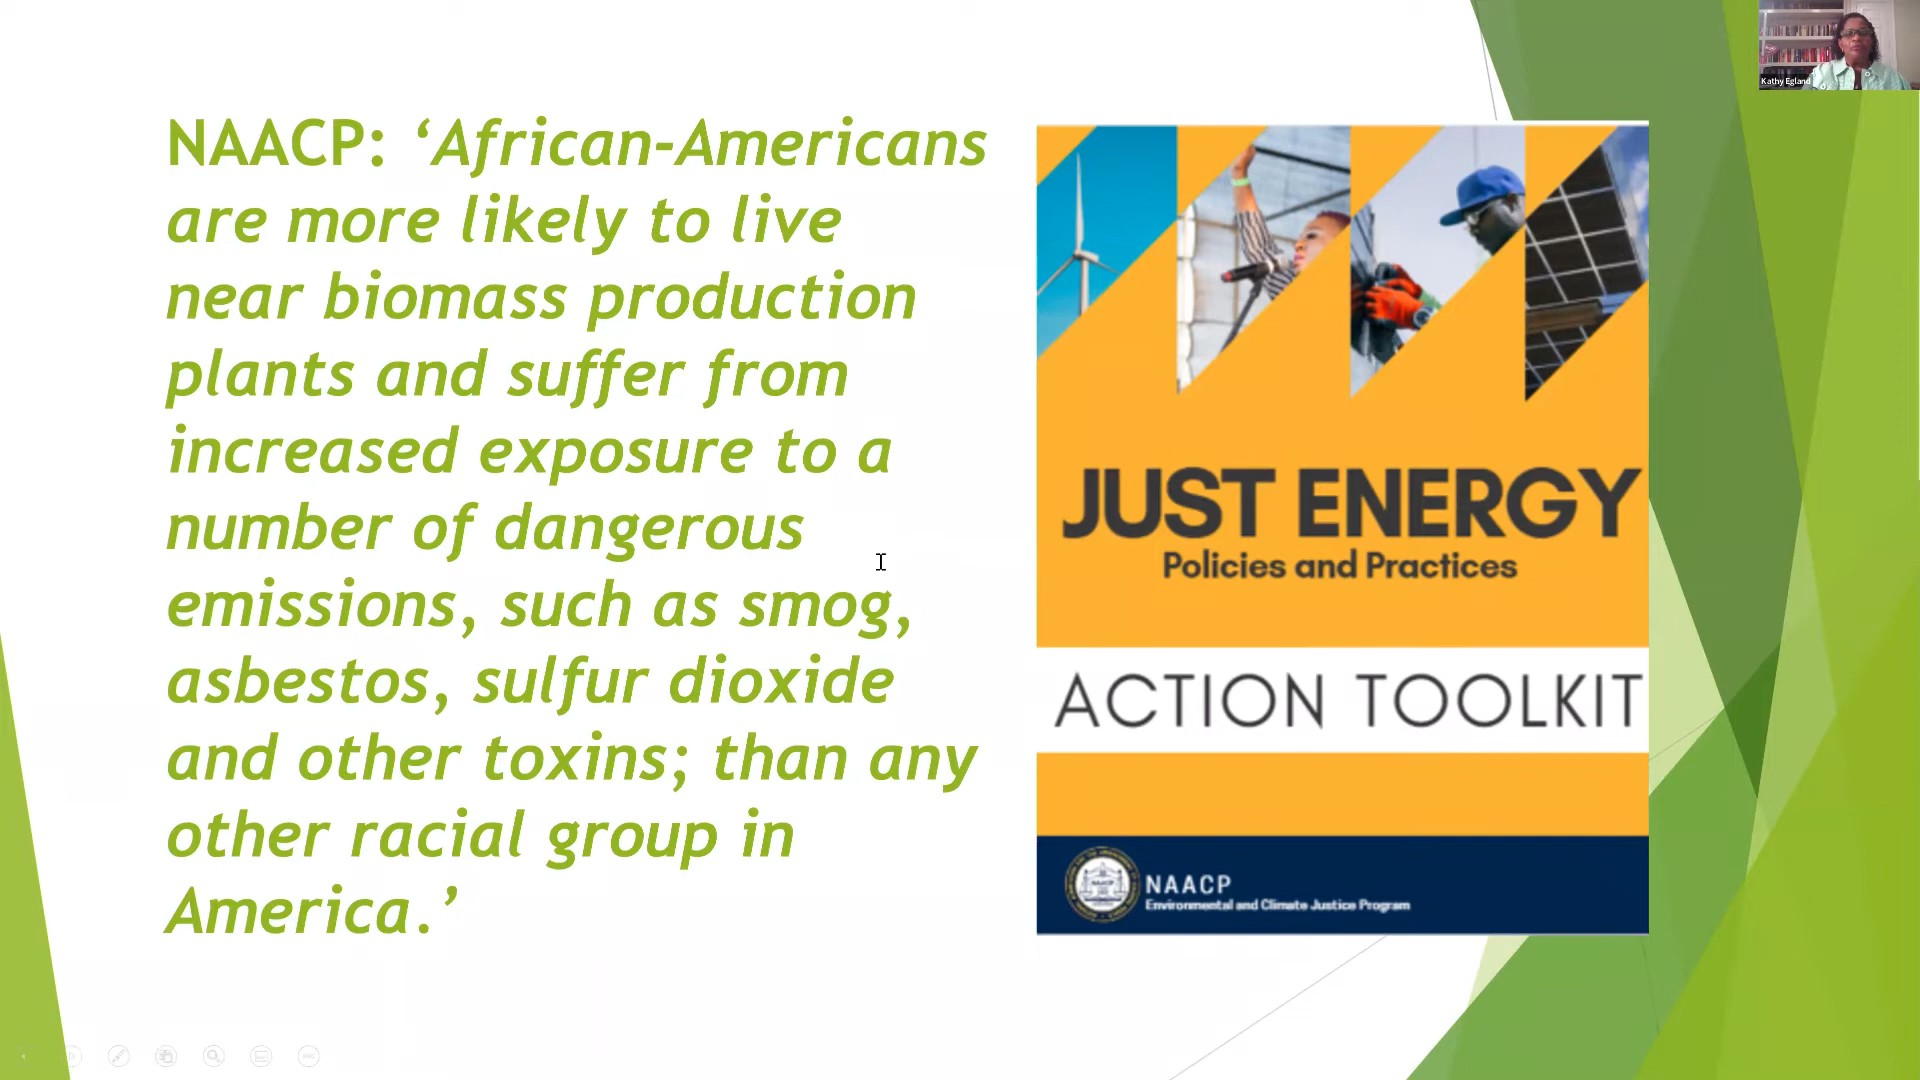 NAACP: ‘African-Americans
are more likely to live
near biomass production
plants and suffer from
increased exposure to a
number of dangerous
emissions, such as smog,
asbestos, sulfur dioxide
and other toxins; than any
other racial group in
America.’
JUST ENERGY
Policies and Practices
ACTION TOOLKIT
NAACP
Environmental and Climate Justice Program
Kathy Egland